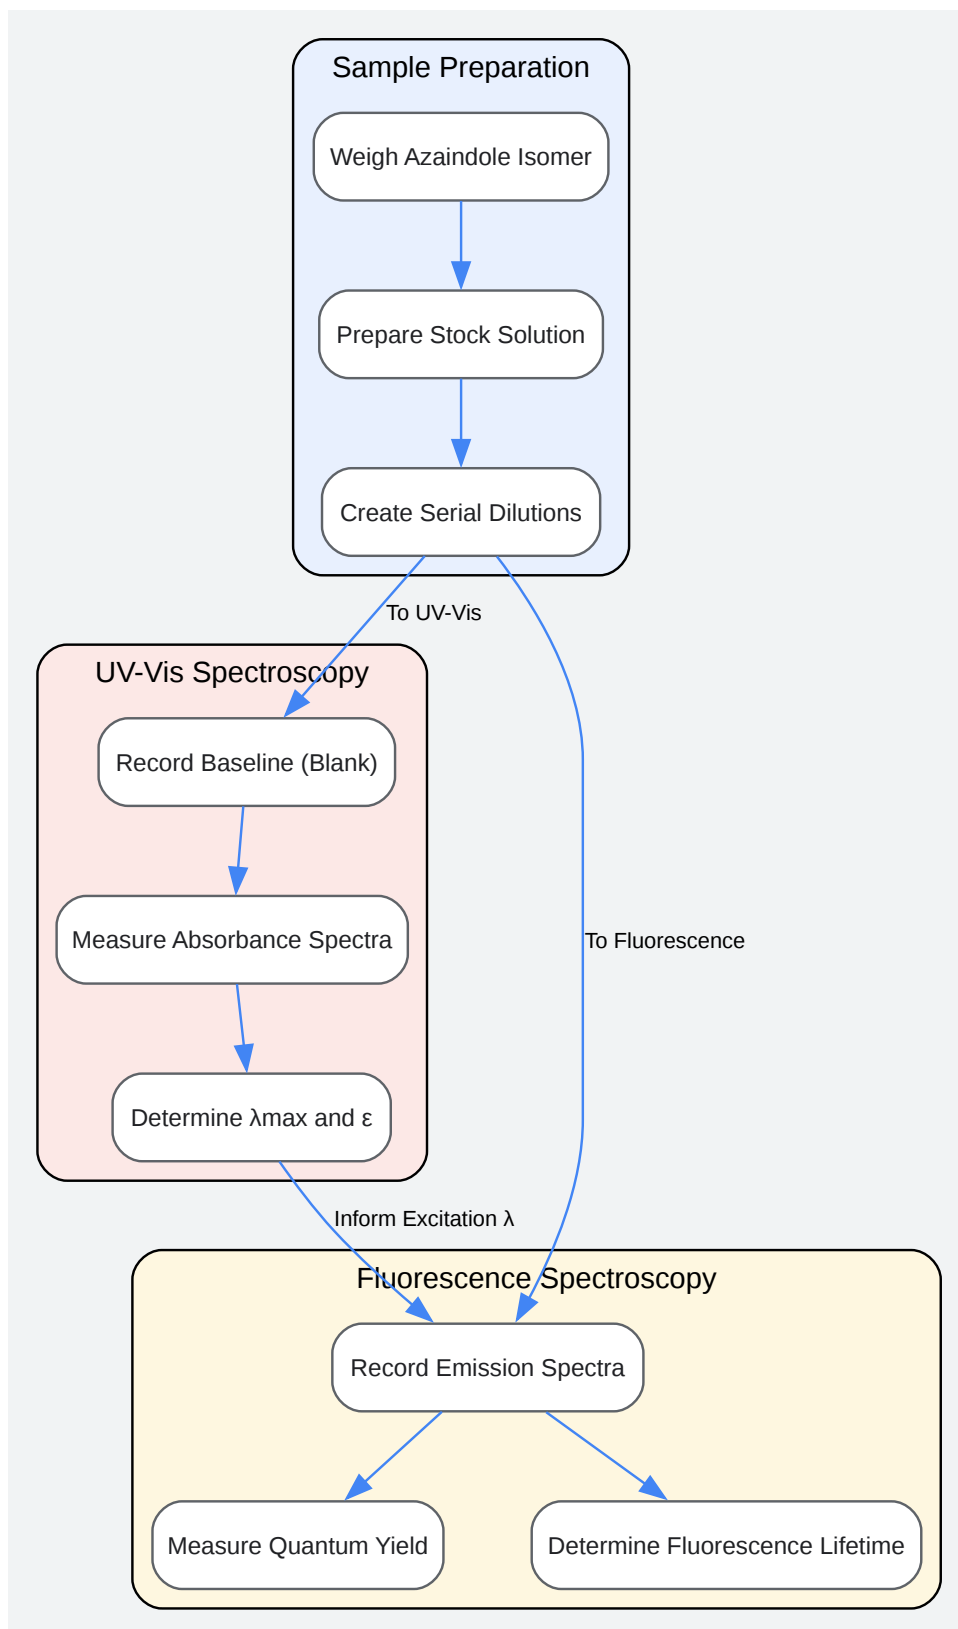 Sample Preparation
Weigh Azaindole Isomer
Prepare Stock Solution
Create Serial Dilutions
To UV-Vis
UV-Vis Spectroscopy
Record Baseline (Blank)
Measure Absorbance Spectra
To Fluorescence
Determine λmax and ε
Inform Excitation λ
Fluorescence Spectroscopy
Record Emission Spectra
Measure Quantum Yield
Determine Fluorescence Lifetime